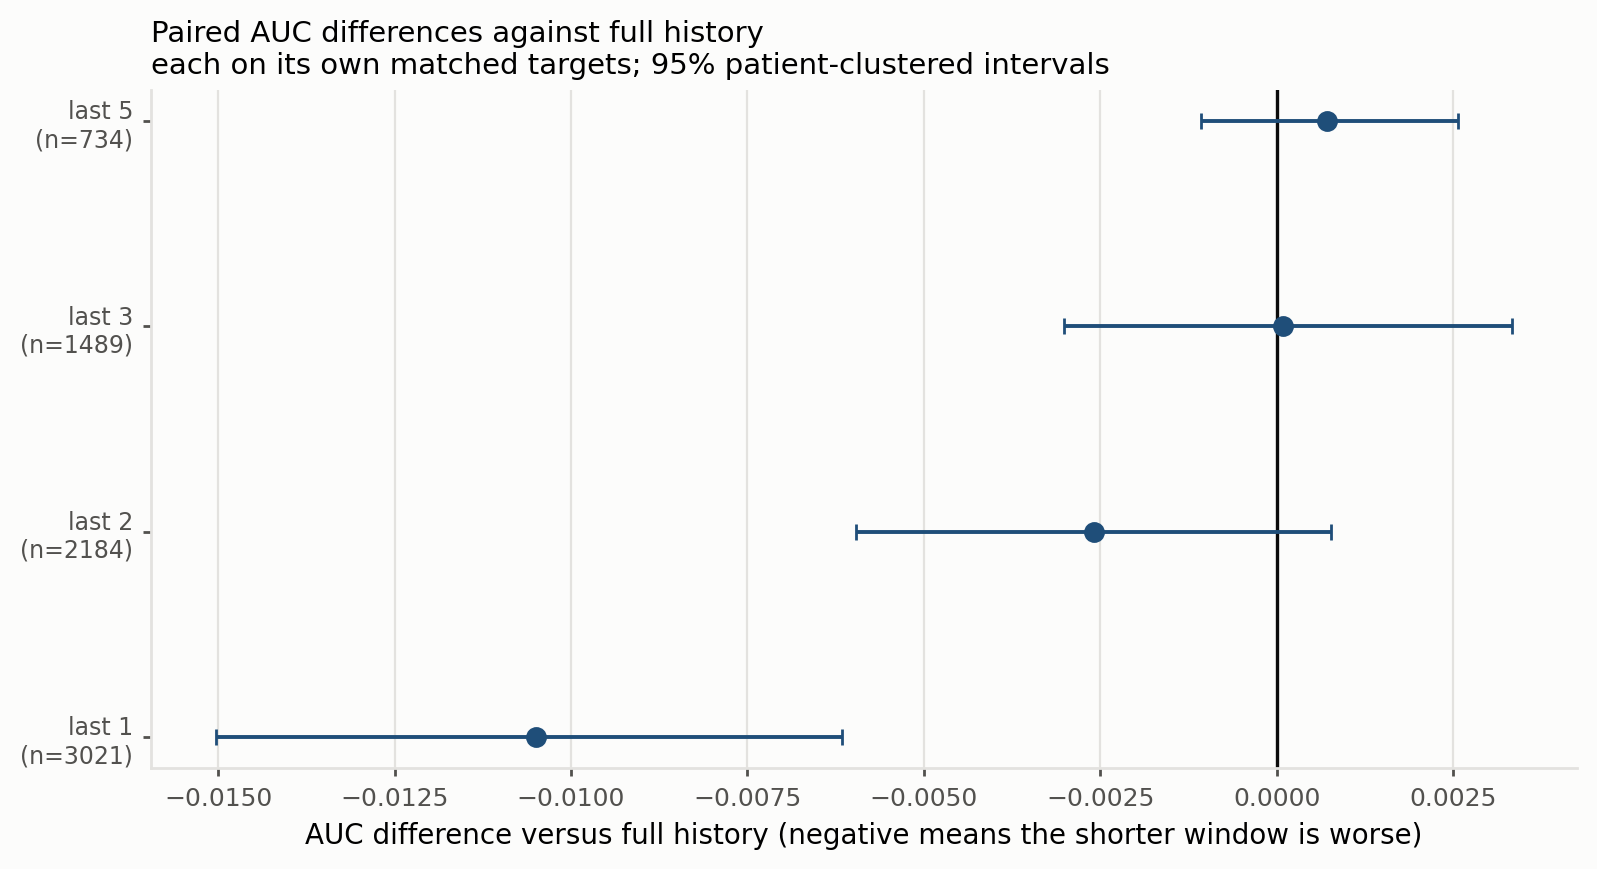 Paired AUC differences against full history
each on its own matched targets; 95% patient-clustered intervals
last 5
(n=734)
last 3
(n=1489)
last 2
(n=2184)
last 1
(n=3021)
−0.0150 −0.0125 −0.0100 −0.0075 −0.0050 −0.0025 0.0000 0.0025
AUC difference versus full history (negative means the shorter window is worse)